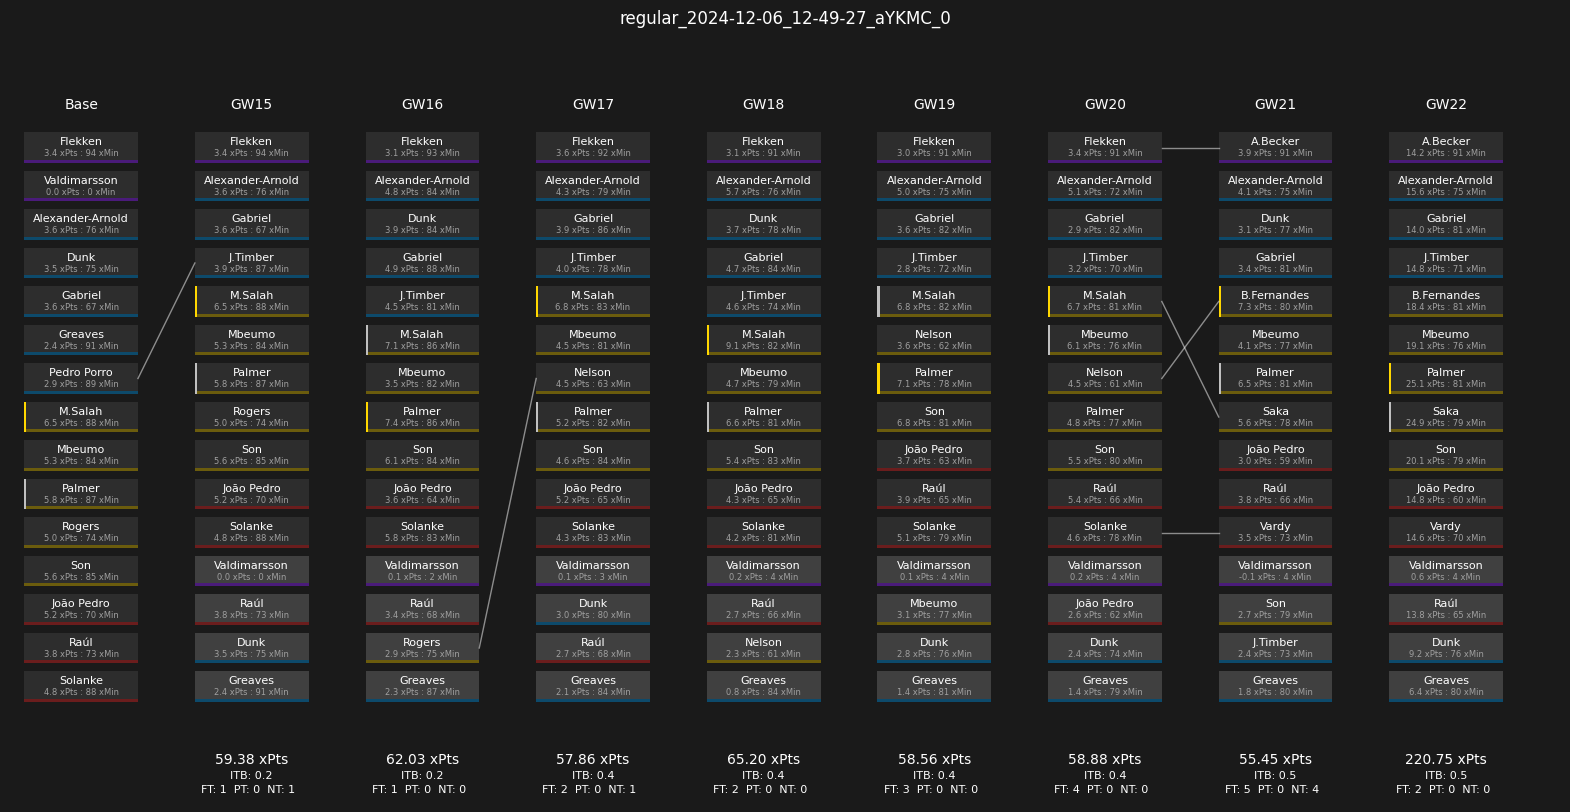 regular_2024-12-06_12-49-27_aYKMC_0
Base
Flekken
3.4 xPts : 94 xMin
Valdimarsson
0.0 xPts : 0 xMin
Alexander-Arnold
3.6 xPts : 76 xMin
Dunk
3.5 xPts : 75 xMin
Gabriel
3.6 xPts : 67 xMin
Greaves
2.4 xPts : 91 xMin
Pedro Porro
2.9 xPts : 89 xMin
M.Salah
6.5 xPts : 88 xMin
Mbeumo
5.3 xPts : 84 xMin
Palmer
5.8 xPts : 87 xMin
Rogers
5.0 xPts : 74 xMin
Son
5.6 xPts : 85 xMin
João Pedro
5.2 xPts : 70 xMin
Raúl
3.8 xPts : 73 xMin
Solanke
4.8 xPts : 88 xMin
GW15
Flekken
3.4 xPts : 94 xMin
Alexander-Arnold
3.6 xPts : 76 xMin
Gabriel
3.6 xPts : 67 xMin
J.Timber
3.9 xPts : 87 xMin
M.Salah
6.5 xPts : 88 xMin
Mbeumo
5.3 xPts : 84 xMin
Palmer
5.8 xPts : 87 xMin
Rogers
5.0 xPts : 74 xMin
Son
5.6 xPts : 85 xMin
João Pedro
5.2 xPts : 70 xMin
Solanke
4.8 xPts : 88 xMin
Valdimarsson
0.0 xPts : 0 xMin
Raúl
3.8 xPts : 73 xMin
Dunk
3.5 xPts : 75 xMin
Greaves
2.4 xPts : 91 xMin
59.38 xPts
ITB: 0.2
FT: 1 PT: 0 NT: 1
GW16
Flekken
3.1 xPts : 93 xMin
Alexander-Arnold
4.8 xPts : 84 xMin
Dunk
3.9 xPts : 84 xMin
Gabriel
4.9 xPts : 88 xMin
J.Timber
4.5 xPts : 81 xMin
M.Salah
7.1 xPts : 86 xMin
Mbeumo
3.5 xPts : 82 xMin
Palmer
7.4 xPts : 86 xMin
Son
6.1 xPts : 84 xMin
João Pedro
3.6 xPts : 64 xMin
Solanke
5.8 xPts : 83 xMin
Valdimarsson
0.1 xPts : 2 xMin
Raúl
3.4 xPts : 68 xMin
Rogers
2.9 xPts : 75 xMin
Greaves
2.3 xPts : 87 xMin
62.03 xPts
ITB: 0.2
FT: 1 PT: 0 NT: 0
GW17
Flekken
3.6 xPts : 92 xMin
Alexander-Arnold
4.3 xPts : 79 xMin
Gabriel
3.9 xPts : 86 xMin
J.Timber
4.0 xPts : 78 xMin
M.Salah
6.8 xPts : 83 xMin
Mbeumo
4.5 xPts : 81 xMin
Nelson
4.5 xPts : 63 xMin
Palmer
5.2 xPts : 82 xMin
Son
4.6 xPts : 84 xMin
João Pedro
5.2 xPts : 65 xMin
Solanke
4.3 xPts : 83 xMin
Valdimarsson
0.1 xPts : 3 xMin
Dunk
3.0 xPts : 80 xMin
Raúl
2.7 xPts : 68 xMin
Greaves
2.1 xPts : 84 xMin
57.86 xPts
ITB: 0.4
FT: 2 PT: 0 NT: 1
GW18
Flekken
3.1 xPts : 91 xMin
Alexander-Arnold
5.7 xPts : 76 xMin
Dunk
3.7 xPts : 78 xMin
Gabriel
4.7 xPts : 84 xMin
J.Timber
4.6 xPts : 74 xMin
M.Salah
9.1 xPts : 82 xMin
Mbeumo
4.7 xPts : 79 xMin
Palmer
6.6 xPts : 81 xMin
Son
5.4 xPts : 83 xMin
João Pedro
4.3 xPts : 65 xMin
Solanke
4.2 xPts : 81 xMin
Valdimarsson
0.2 xPts : 4 xMin
Raúl
2.7 xPts : 66 xMin
Nelson
2.3 xPts : 61 xMin
Greaves
0.8 xPts : 84 xMin
65.20 xPts
ITB: 0.4
FT: 2 PT: 0 NT: 0
GW19
Flekken
3.0 xPts : 91 xMin
Alexander-Arnold
5.0 xPts : 75 xMin
Gabriel
3.6 xPts : 82 xMin
J.Timber
2.8 xPts : 72 xMin
M.Salah
6.8 xPts : 82 xMin
Nelson
3.6 xPts : 62 xMin
Palmer
7.1 xPts : 78 xMin
Son
6.8 xPts : 81 xMin
João Pedro
3.7 xPts : 63 xMin
Raúl
3.9 xPts : 65 xMin
Solanke
5.1 xPts : 79 xMin
Valdimarsson
0.1 xPts : 4 xMin
Mbeumo
3.1 xPts : 77 xMin
Dunk
2.8 xPts : 76 xMin
Greaves
1.4 xPts : 81 xMin
58.56 xPts
ITB: 0.4
FT: 3 PT: 0 NT: 0
GW20
Flekken
3.4 xPts : 91 xMin
Alexander-Arnold
5.1 xPts : 72 xMin
Gabriel
2.9 xPts : 82 xMin
J.Timber
3.2 xPts : 70 xMin
M.Salah
6.7 xPts : 81 xMin
Mbeumo
6.1 xPts : 76 xMin
Nelson
4.5 xPts : 61 xMin
Palmer
4.8 xPts : 77 xMin
Son
5.5 xPts : 80 xMin
Raúl
5.4 xPts : 66 xMin
Solanke
4.6 xPts : 78 xMin
Valdimarsson
0.2 xPts : 4 xMin
João Pedro
2.6 xPts : 62 xMin
Dunk
2.4 xPts : 74 xMin
Greaves
1.4 xPts : 79 xMin
58.88 xPts
ITB: 0.4
FT: 4 PT: 0 NT: 0
GW21
A.Becker
3.9 xPts : 91 xMin
Alexander-Arnold
4.1 xPts : 75 xMin
Dunk
3.1 xPts : 77 xMin
Gabriel
3.4 xPts : 81 xMin
B.Fernandes
7.3 xPts : 80 xMin
Mbeumo
4.1 xPts : 77 xMin
Palmer
6.5 xPts : 81 xMin
Saka
5.6 xPts : 78 xMin
João Pedro
3.0 xPts : 59 xMin
Raúl
3.8 xPts : 66 xMin
Vardy
3.5 xPts : 73 xMin
Valdimarsson
-0.1 xPts : 4 xMin
Son
2.7 xPts : 79 xMin
J.Timber
2.4 xPts : 73 xMin
Greaves
1.8 xPts : 80 xMin
55.45 xPts
ITB: 0.5
FT: 5 PT: 0 NT: 4
GW22
A.Becker
14.2 xPts : 91 xMin
Alexander-Arnold
15.6 xPts : 75 xMin
Gabriel
14.0 xPts : 81 xMin
J.Timber
14.8 xPts : 71 xMin
B.Fernandes
18.4 xPts : 81 xMin
Mbeumo
19.1 xPts : 76 xMin
Palmer
25.1 xPts : 81 xMin
Saka
24.9 xPts : 79 xMin
Son
20.1 xPts : 79 xMin
João Pedro
14.8 xPts : 60 xMin
Vardy
14.6 xPts : 70 xMin
Valdimarsson
0.6 xPts : 4 xMin
Raúl
13.8 xPts : 65 xMin
Dunk
9.2 xPts : 76 xMin
Greaves
6.4 xPts : 80 xMin
220.75 xPts
ITB: 0.5
FT: 2 PT: 0 NT: 0